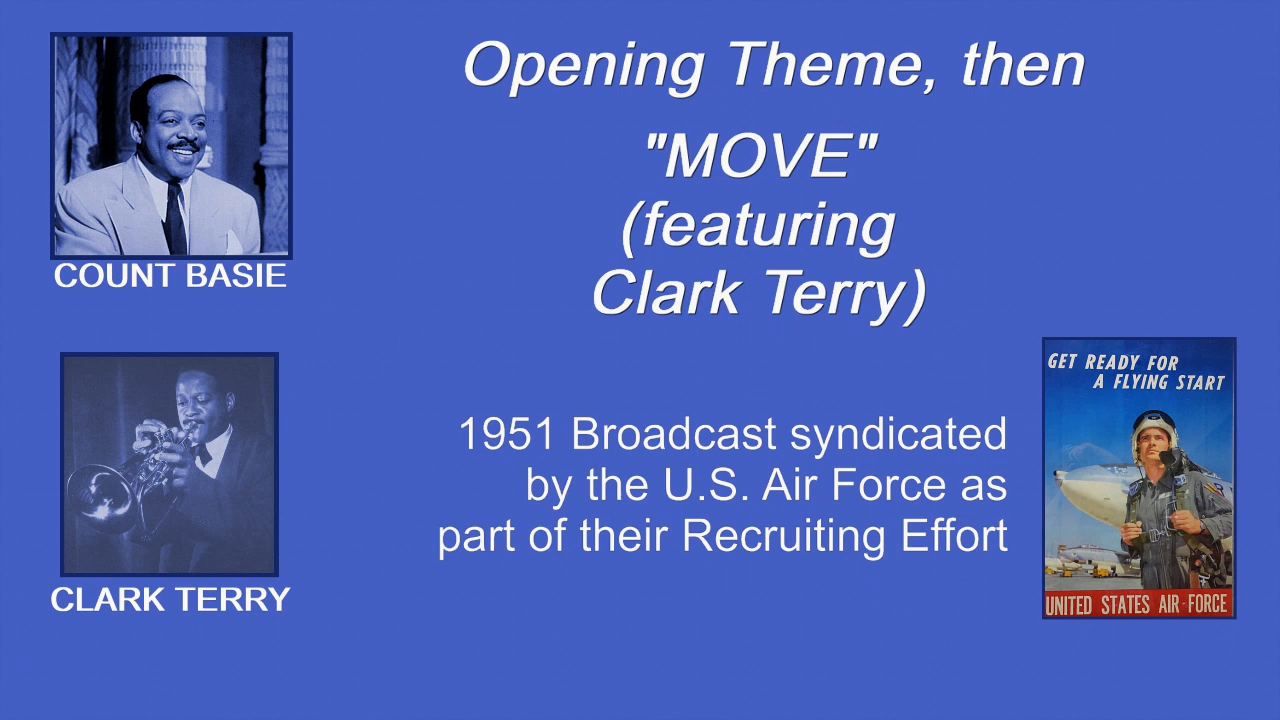 Opening Theme, then
"MOVE"
(featuring
Clark Terry)
COUNT BASIE
GET READY FOR
A FLYING START
1951 Broadcast syndicated
by the U.S. Air Force as
part of their Recruiting Effort
UNITED STATES AIR FORCE
CLARK TERRY